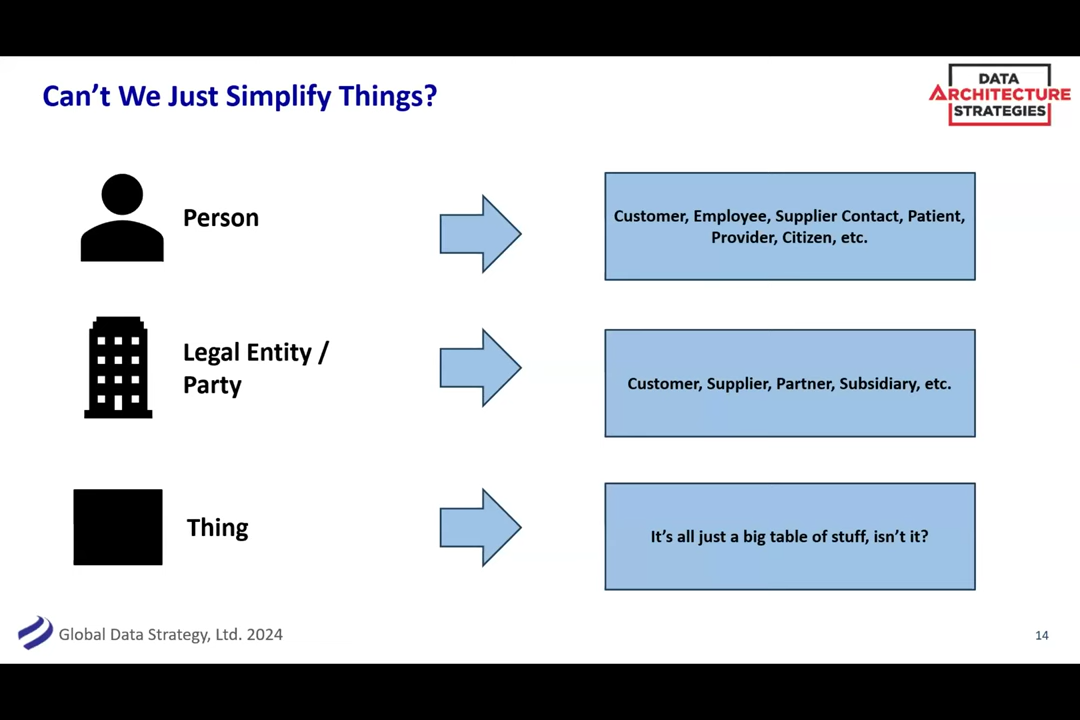 Can't We Just Simplify Things?
DATA
ARCHITECTURE
STRATEGIES
Person
Customer, Employee, Supplier Contact, Patient,
Provider, Citizen, etc.
Legal Entity /
Party
Customer, Supplier, Partner, Subsidiary, etc.
Thing
It's all just a big table of stuff, isn't it?
Global Data Strategy, Ltd. 2024
14